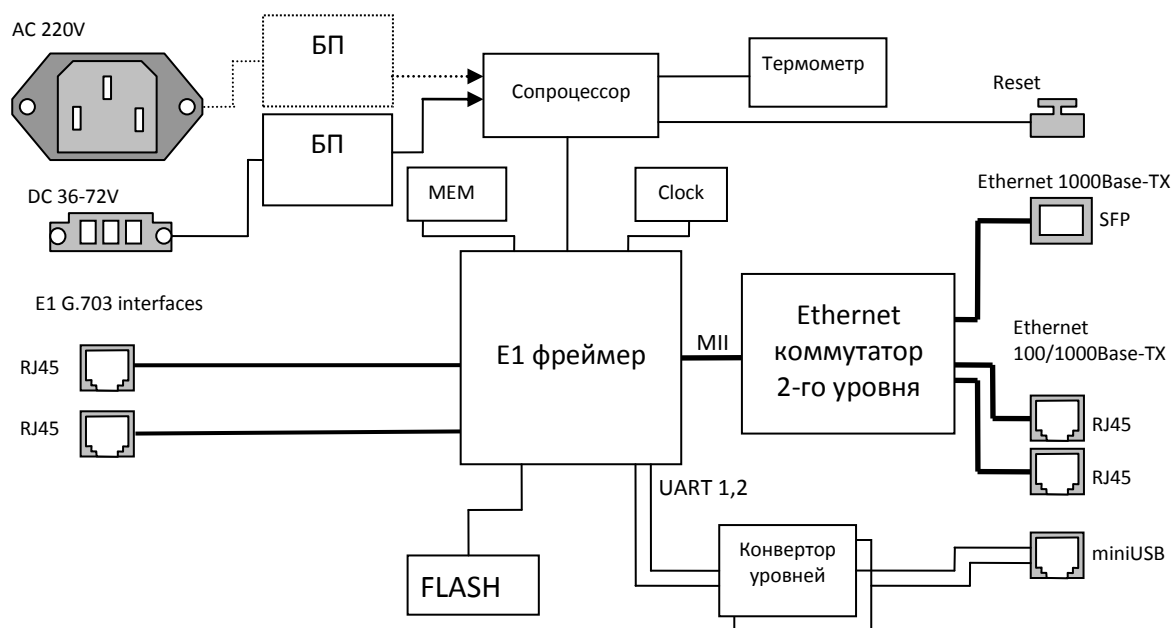 AC 220V
БП
Сопроцессор
Термометр
Reset
БП
DC 36-72V
MEM
Clock
Ethernet 1000Base-TX
SFP
E1 G.703 interfaces
RJ45
RJ45
E1 фреймер
MII
Ethernet
коммутатор
2-го уровня
Ethernet
100/1000Base-TX
RJ45
RJ45
UART 1,2
FLASH
Конвертор
уровней
miniUSB